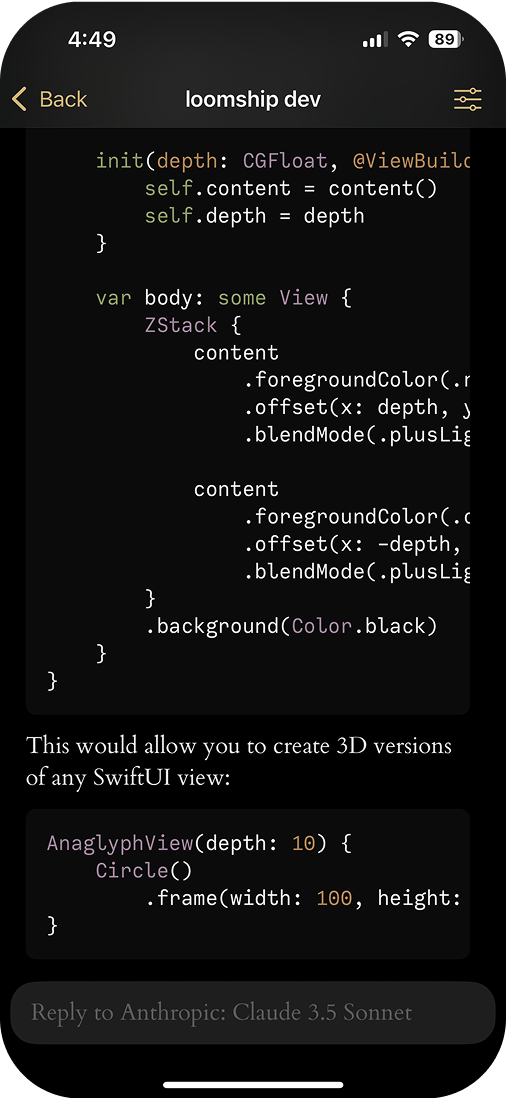 4:49
89
Back
loomship dev
init(depth: CGFloat, @ViewBuild
self.content = content()
self.depth = depth
}
var body: some View {
ZStack {
content
.foregroundColor(.r
.offset(x: depth, y
.blendMode(.plusLig
content
.foregroundColor(.c
.offset(x: -depth,
.blendMode(.plusLig
}
.background(Color.black)
}
}
This would allow you to create 3D versions
of any SwiftUI view:
AnaglyphView(depth: 10) {
Circle()
.frame(width: 100, height:
}
Reply to Anthropic: Claude 3.5 Sonnet